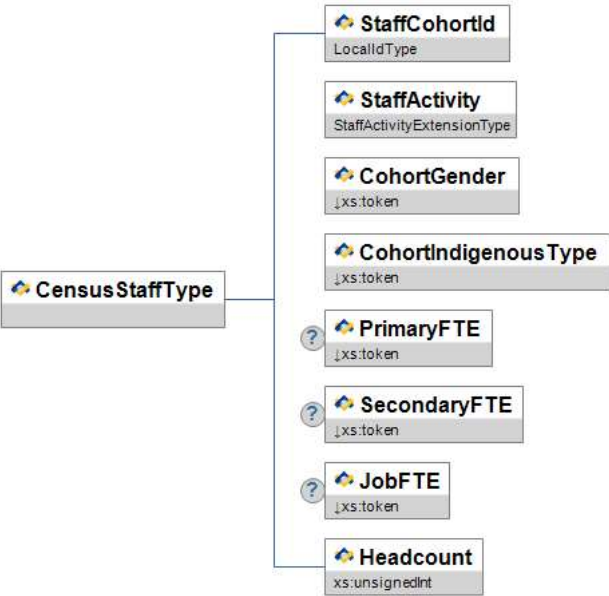 StaffCohortId
LocalIdType
StaffActivity
StaffActivityExtensionType
CohortGender
↓xs:token
CohortIndigenousType
↓xs:token
CensusStaffType
?
PrimaryFTE
↓xs:token
?
SecondaryFTE
↓xs:token
?
JobFTE
↓xs:token
Headcount
xs:unsignedInt